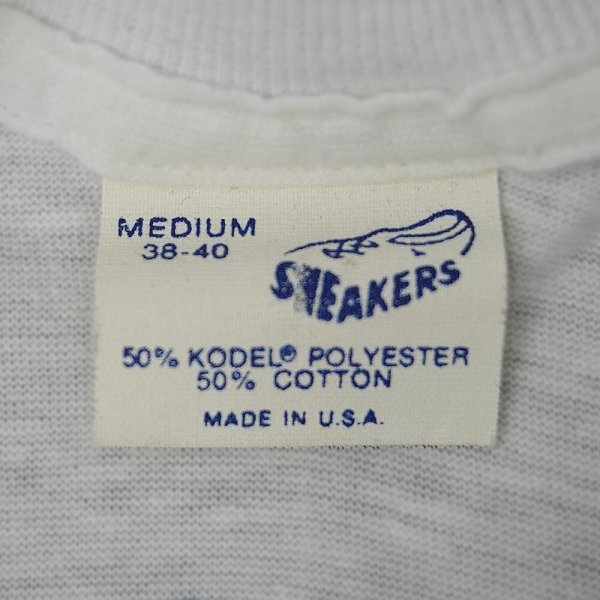 MEDIUM
38-40
SNEAKERS
50% KODEL® POLYESTER
50% COTTON
MADE IN U.S.A.